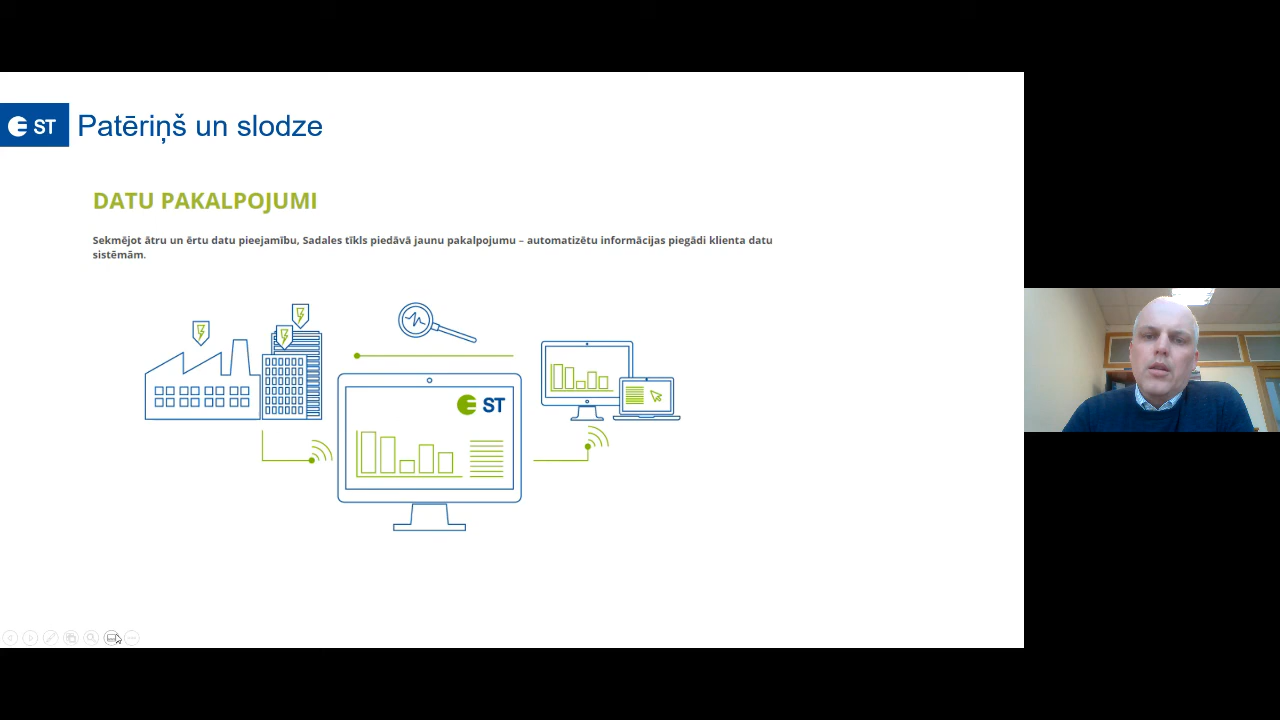 ST
Patēriņš un slodze
DATU PAKALPOJUMI
Sekmējot ātru un ērtu datu pieejamību, Sadales tīkls piedāvā jaunu pakalpojumu – automatizētu informācijas piegādi klienta datu
sistēmām.
ST